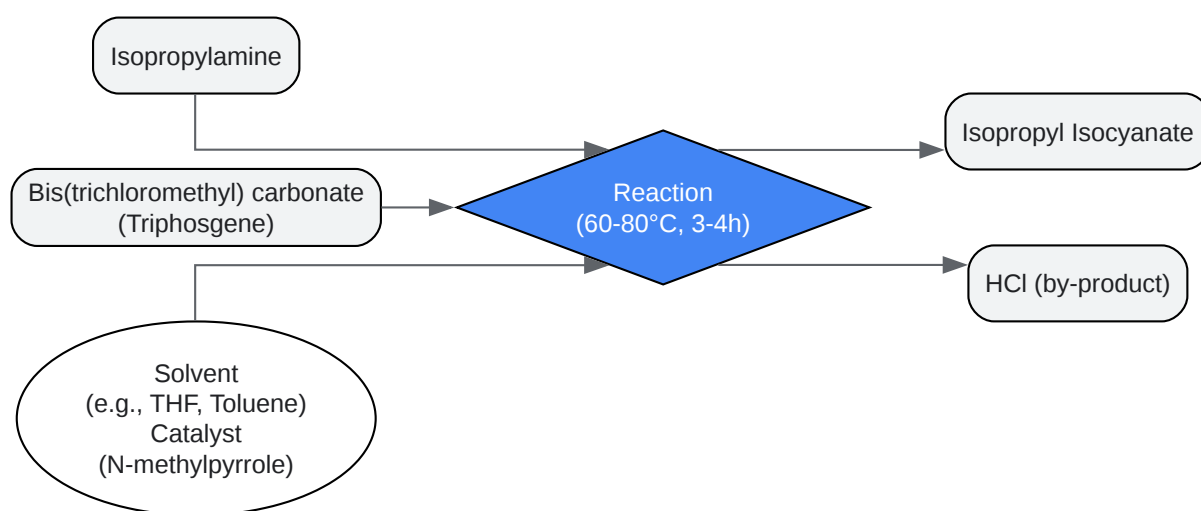 Isopropylamine
Bis(trichloromethyl) carbonate
(Triphosgene)
Solvent
(e.g., THF, Toluene)
Catalyst
(N-methylpyrrole)
Reaction
(60-80°C, 3-4h)
Isopropyl Isocyanate
HCl (by-product)